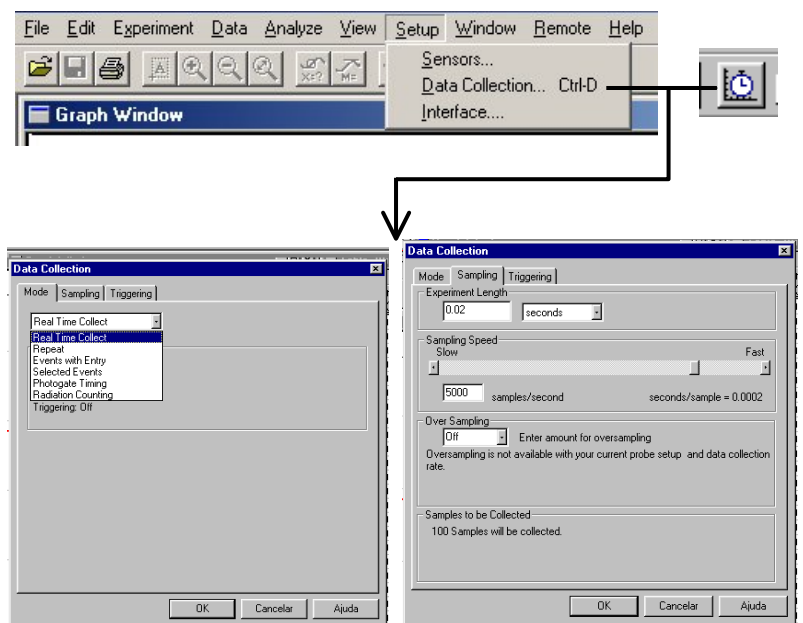 File Edit Experiment Data Analyze View Setup Window Remote Help
X=? M=
Sensors...
Data Collection... Ctrl-D
Interface....
Graph Window
Data Collection
Mode Sampling Triggering
Real Time Collect
Real Time Collect
Repeat
Events with Entry
Selected Events
Photogate Timing
Radiation Counting
Triggering: Off
OK Cancelar Ajuda
Data Collection
Mode Sampling Triggering
Experiment Length
0.02 seconds
Sampling Speed
Slow Fast
5000 samples/second seconds/sample = 0.0002
Over Sampling
Off Enter amount for oversampling
Oversampling is not available with your current probe setup and data collection
rate.
Samples to be Collected
100 Samples will be collected.
OK Cancelar Ajuda